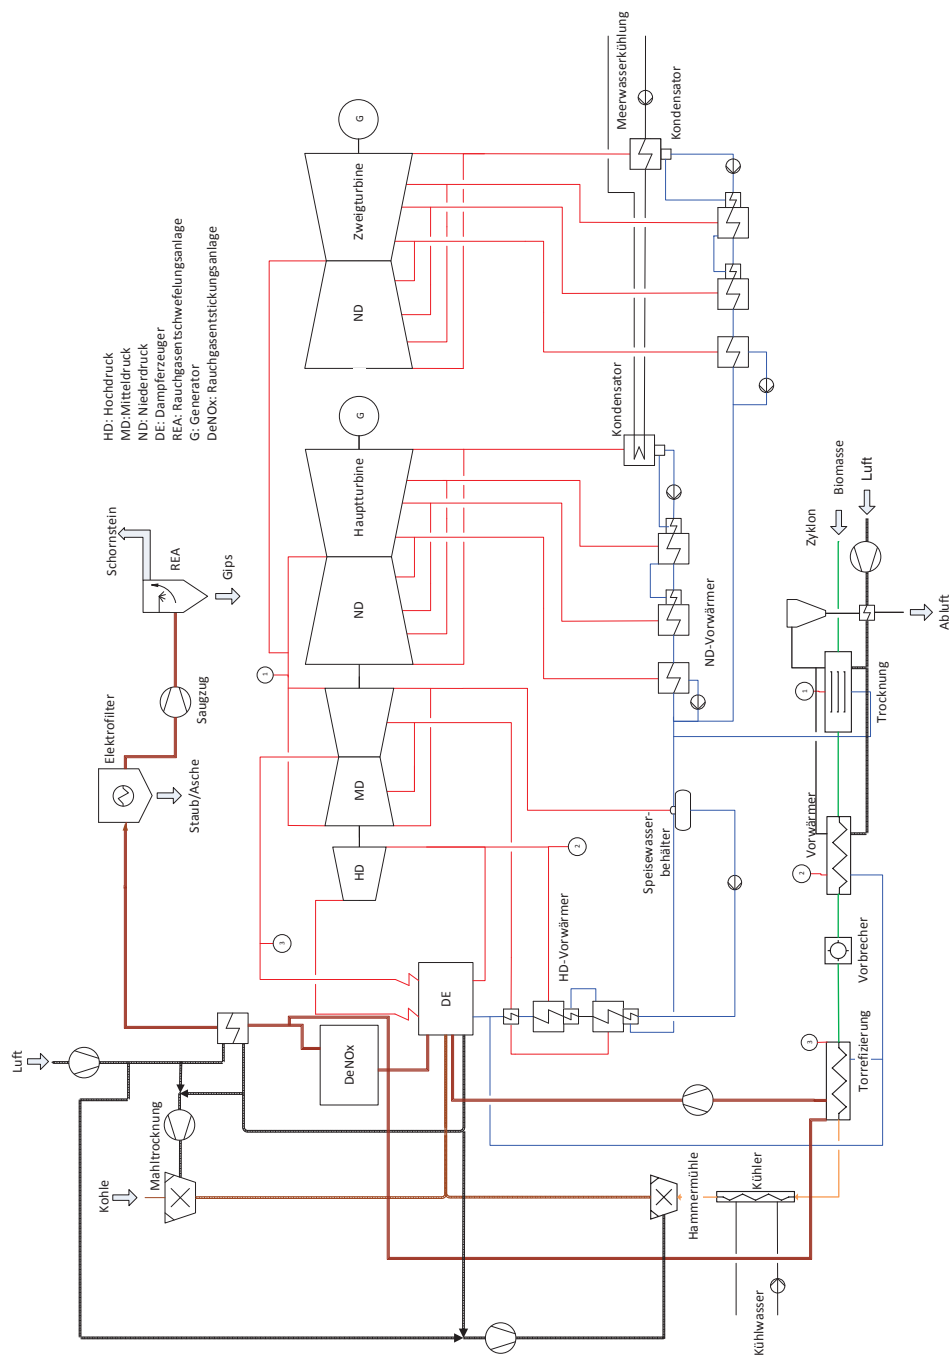 HD: Hochdruck
MD:Mitteldruck
ND: Niederdruck
DE: Dampferzeuger
REA: Rauchgasentschwefelungsanlage
G: Generator
DeNOx: Rauchgasentstickungsanlage
Schornstein
REA
Gips
Saugzug
Elektrofilter
Staub/Asche
Luft
Kohle
Mahltrocknung
DeNOx
DE
HD
MD
ND
Hauptturbine
G
ND
Zweigturbine
G
1
2
3
Meerwasserkühlung
Kondensator
Kondensator
ND-Vorwärmer
Speisewasser-
behälter
HD-Vorwärmer
Zyklon
Biomasse
Luft
Abluft
1
Trocknung
Vorwärmer
2
Vorbrecher
3
Torrefizierung
Kühler
Hammermühle
Kühlwasser